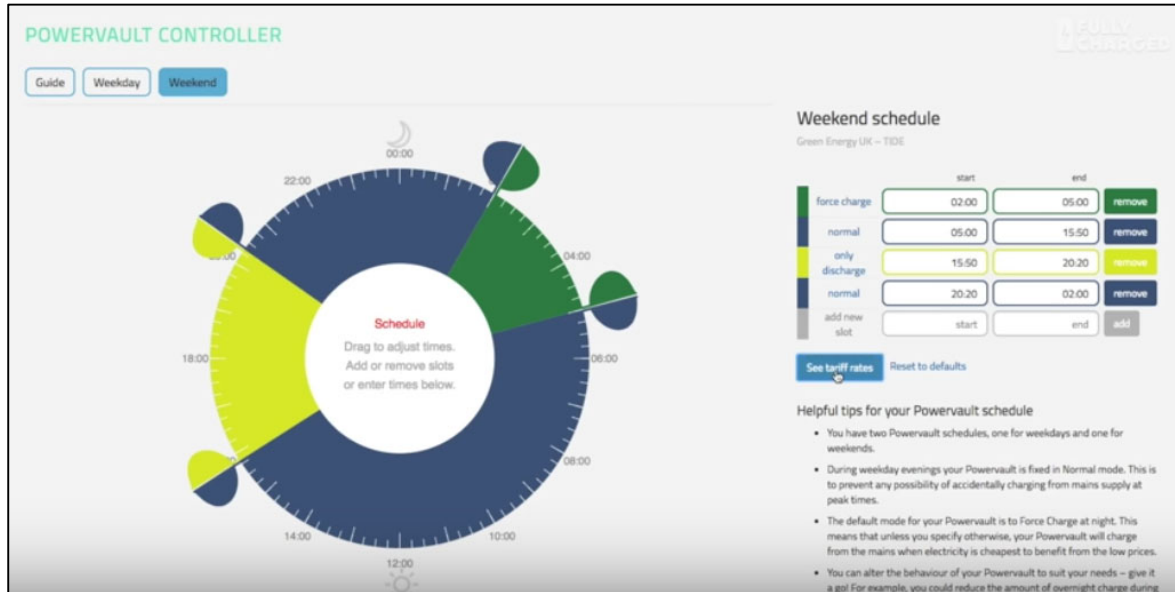 POWERVAULT CONTROLLER
FULLY
CHARGED
Guide
Weekday
Weekend
00:00
22:00
04:00
18:00
06:00
08:00
14:00
10:00
12:00
Schedule
Drag to adjust times.
Add or remove slots
or enter times below.
Weekend schedule
Green Energy UK – TIDE
start end
force charge 02:00 05:00 remove
normal 05:00 15:50 remove
only discharge 15:50 20:20 remove
normal 20:20 02:00 remove
add new slot start end add
See tariff rates Reset to defaults
Helpful tips for your Powervault schedule
• You have two Powervault schedules, one for weekdays and one for
weekends.
• During weekday evenings your Powervault is fixed in Normal mode. This is
to prevent any possibility of accidentally charging from mains supply at
peak times.
• The default mode for your Powervault is to Force Charge at night. This
means that unless you specify otherwise, your Powervault will charge
from the mains when electricity is cheapest to benefit from the low prices.
• You can alter the behaviour of your Powervault to suit your needs – give it
a go! For example, you could reduce the amount of overnight charge during